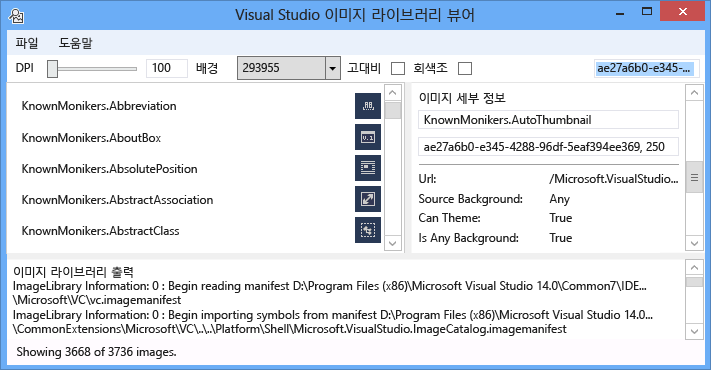 Visual Studio 이미지 라이브러리 뷰어
파일 도움말
DPI 100 배경 293955 고대비 회색조 ae27a6b0-e345-...
KnownMonikers.Abbreviation
KnownMonikers.AboutBox
KnownMonikers.AbsolutePosition
KnownMonikers.AbstractAssociation
KnownMonikers.AbstractClass
이미지 세부 정보
KnownMonikers.AutoThumbnail
ae27a6b0-e345-4288-96df-5eaf394ee369, 250
Url: /Microsoft.VisualStudio...
Source Background: Any
Can Theme: True
Is Any Background: True
이미지 라이브러리 출력
ImageLibrary Information: 0 : Begin reading manifest D:\Program Files (x86)\Microsoft Visual Studio 14.0\Common7\IDE...
\Microsoft\VC\vc.imagemanifest
ImageLibrary Information: 0 : Begin importing symbols from manifest D:\Program Files (x86)\Microsoft Visual Studio 14.0...
\CommonExtensions\Microsoft\VC\..\..\Platform\Shell\Microsoft.VisualStudio.ImageCatalog.imagemanifest
Showing 3668 of 3736 images.